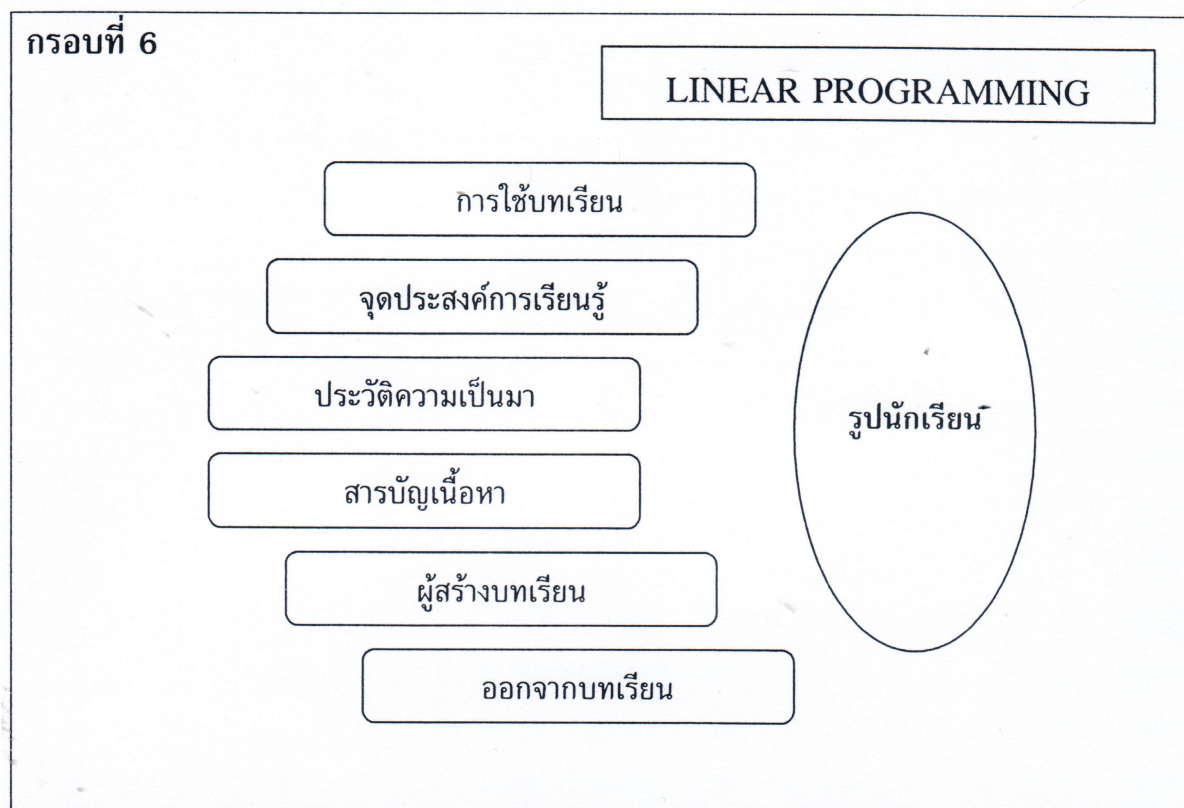 กรอบที่ 6
LINEAR PROGRAMMING
การใช้บทเรียน
จุดประสงค์การเรียนรู้
ประวัติความเป็นมา
รูปนักเรียน
สารบัญเนื้อหา
ผู้สร้างบทเรียน
ออกจากบทเรียน